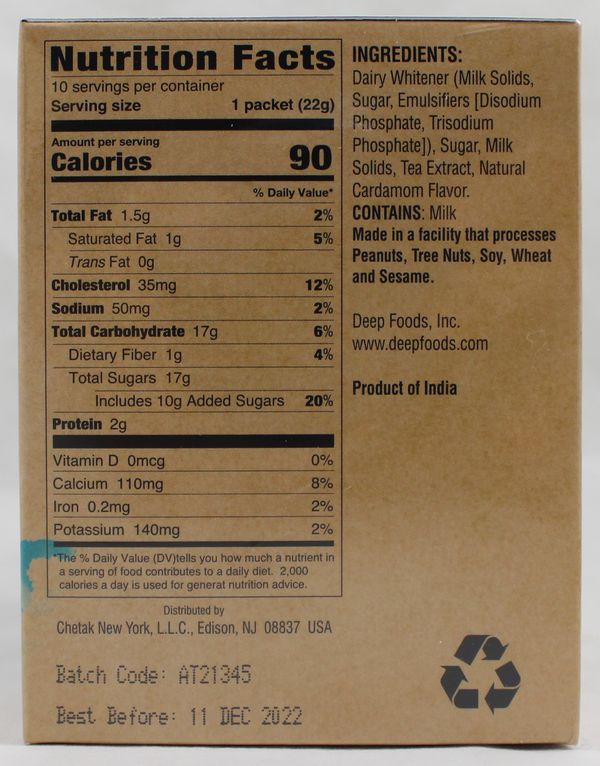 Nutrition Facts
10 servings per container
Serving size 1 packet (22g)
Amount per serving
Calories 90
% Daily Value*
Total Fat 1.5g 2%
Saturated Fat 1g 5%
Trans Fat 0g
Cholesterol 35mg 12%
Sodium 50mg 2%
Total Carbohydrate 17g 6%
Dietary Fiber 1g 4%
Total Sugars 17g
Includes 10g Added Sugars 20%
Protein 2g
Vitamin D 0mcg 0%
Calcium 110mg 8%
Iron 0.2mg 2%
Potassium 140mg 2%
*The % Daily Value (DV)tells you how much a nutrient in
a serving of food contributes to a daily diet. 2,000
calories a day is used for generat nutrition advice.
Distributed by
Chetak New York, L.L.C., Edison, NJ 08837 USA
Batch Code: AT21345
Best Before: 11 DEC 2022
INGREDIENTS:
Dairy Whitener (Milk Solids,
Sugar, Emulsifiers [Disodium
Phosphate, Trisodium
Phosphate]), Sugar, Milk
Solids, Tea Extract, Natural
Cardamom Flavor.
CONTAINS: Milk
Made in a facility that processes
Peanuts, Tree Nuts, Soy, Wheat
and Sesame.
Deep Foods, Inc.
www.deepfoods.com
Product of India